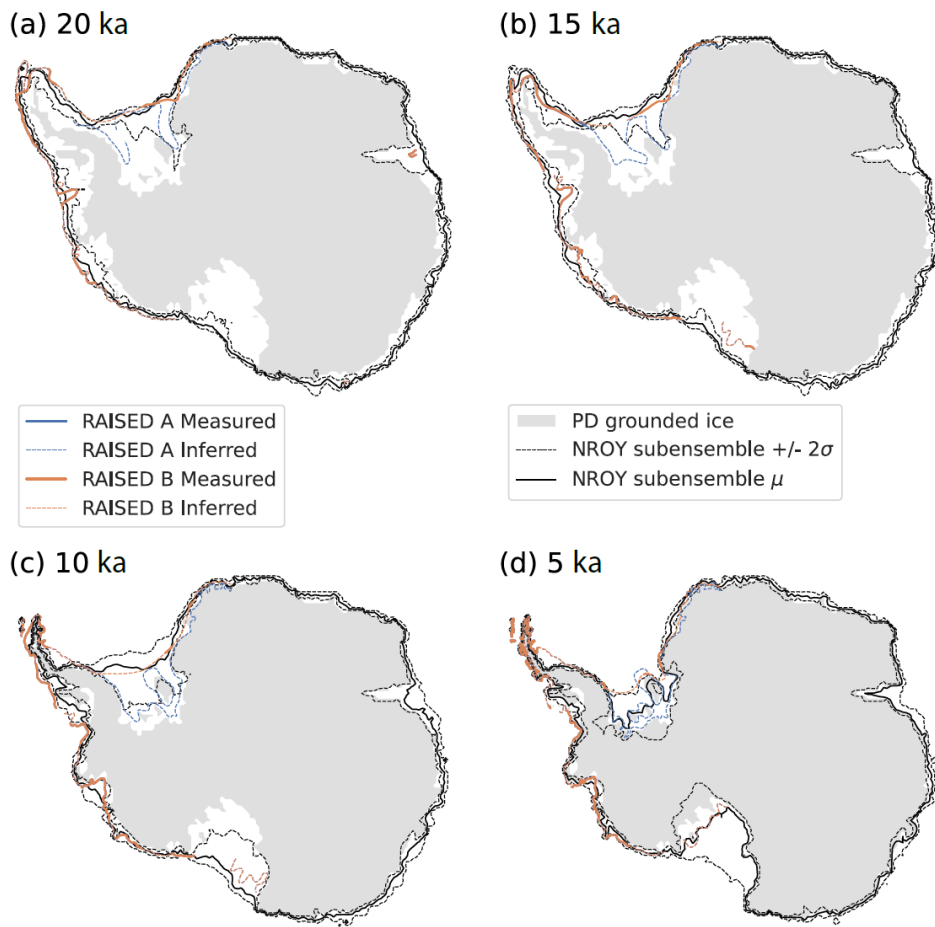 (a) 20 ka
(b) 15 ka
RAISED A Measured
RAISED A Inferred
RAISED B Measured
RAISED B Inferred
PD grounded ice
NROY subensemble +/- 2σ
NROY subensemble μ
(c) 10 ka
(d) 5 ka